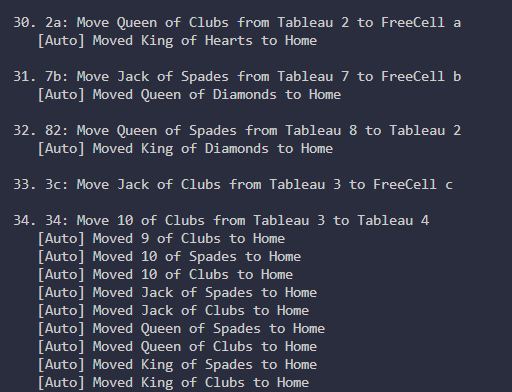 30. 2a: Move Queen of Clubs from Tableau 2 to FreeCell a
[Auto] Moved King of Hearts to Home
31. 7b: Move Jack of Spades from Tableau 7 to FreeCell b
[Auto] Moved Queen of Diamonds to Home
32. 82: Move Queen of Spades from Tableau 8 to Tableau 2
[Auto] Moved King of Diamonds to Home
33. 3c: Move Jack of Clubs from Tableau 3 to FreeCell c
34. 34: Move 10 of Clubs from Tableau 3 to Tableau 4
[Auto] Moved 9 of Clubs to Home
[Auto] Moved 10 of Spades to Home
[Auto] Moved 10 of Clubs to Home
[Auto] Moved Jack of Spades to Home
[Auto] Moved Jack of Clubs to Home
[Auto] Moved Queen of Spades to Home
[Auto] Moved Queen of Clubs to Home
[Auto] Moved King of Spades to Home
[Auto] Moved King of Clubs to Home